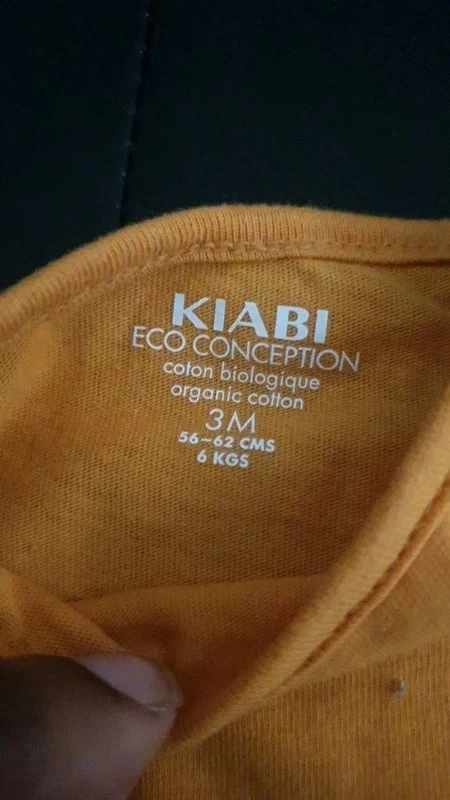 KIABI
ECO CONCEPTION
coton biologique
organic cotton
3M
56-62 CMS
6 KGS